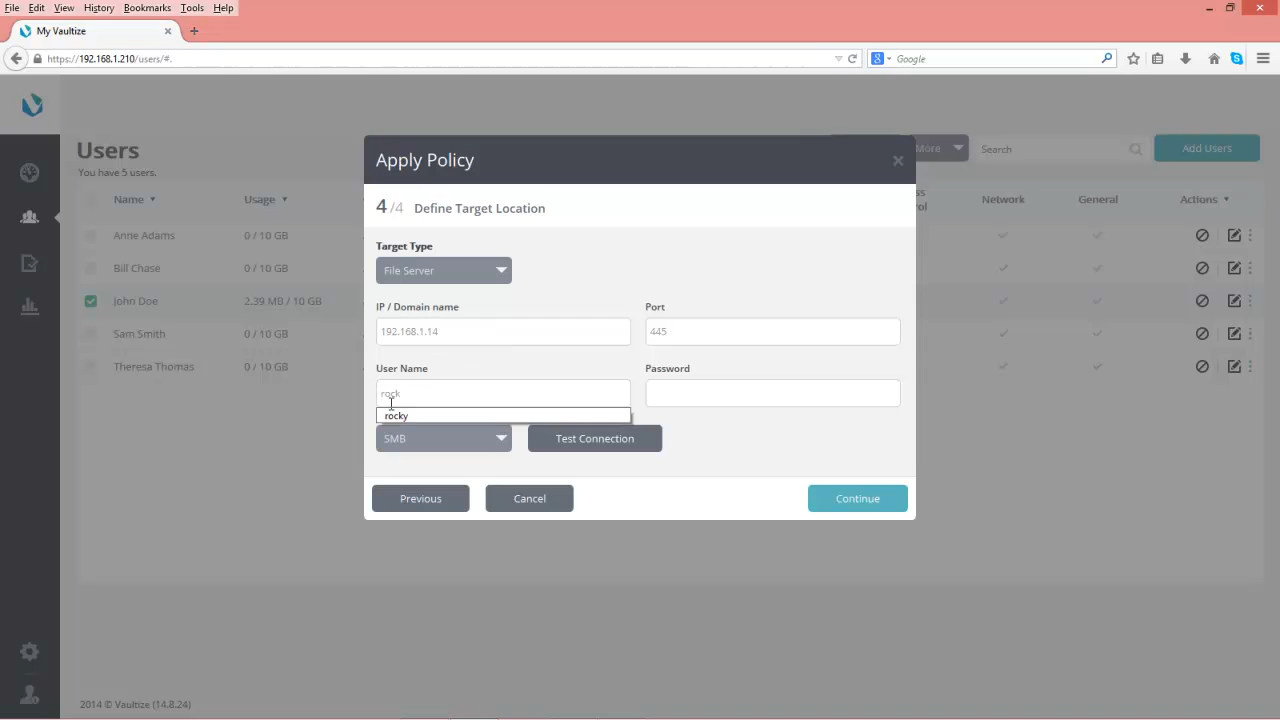 File Edit View History Bookmarks Tools Help
My Vaultize
https://192.168.1.210/users/#.
Google
Users
You have 5 users.
More
Search
Add Users
Name Usage
Network General Actions
Annie Adams 0 / 10 GB
Bill Chase 0 / 10 GB
John Doe 2.39 MB / 10 GB
Sam Smith 0 / 10 GB
Theresa Thomas 0 / 10 GB
Apply Policy
4/4 Define Target Location
Target Type
File Server
IP / Domain name Port
192.168.1.14 445
User Name Password
rock
rocky
SMB Test Connection
Previous Cancel Continue
2014 © Vaultize (14.8.24)